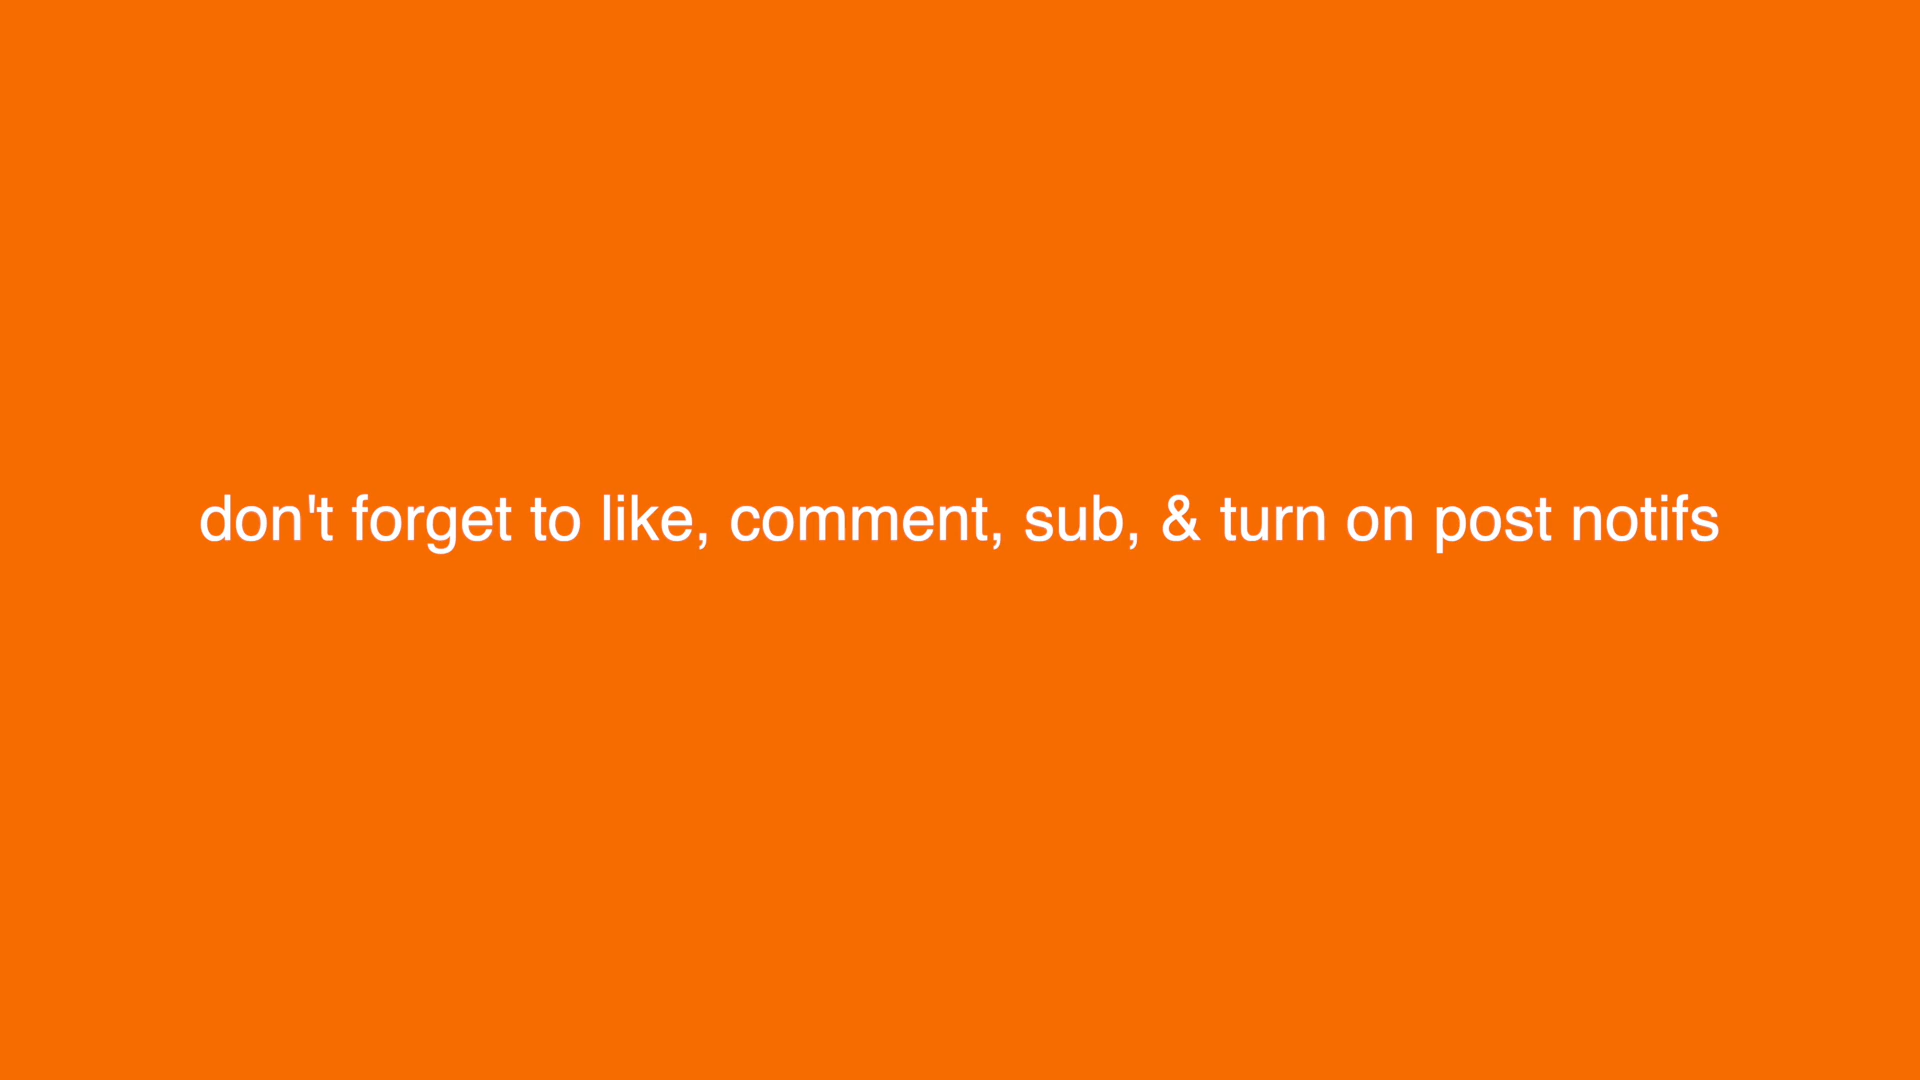 don't forget to like, comment, sub, & turn on post notifs